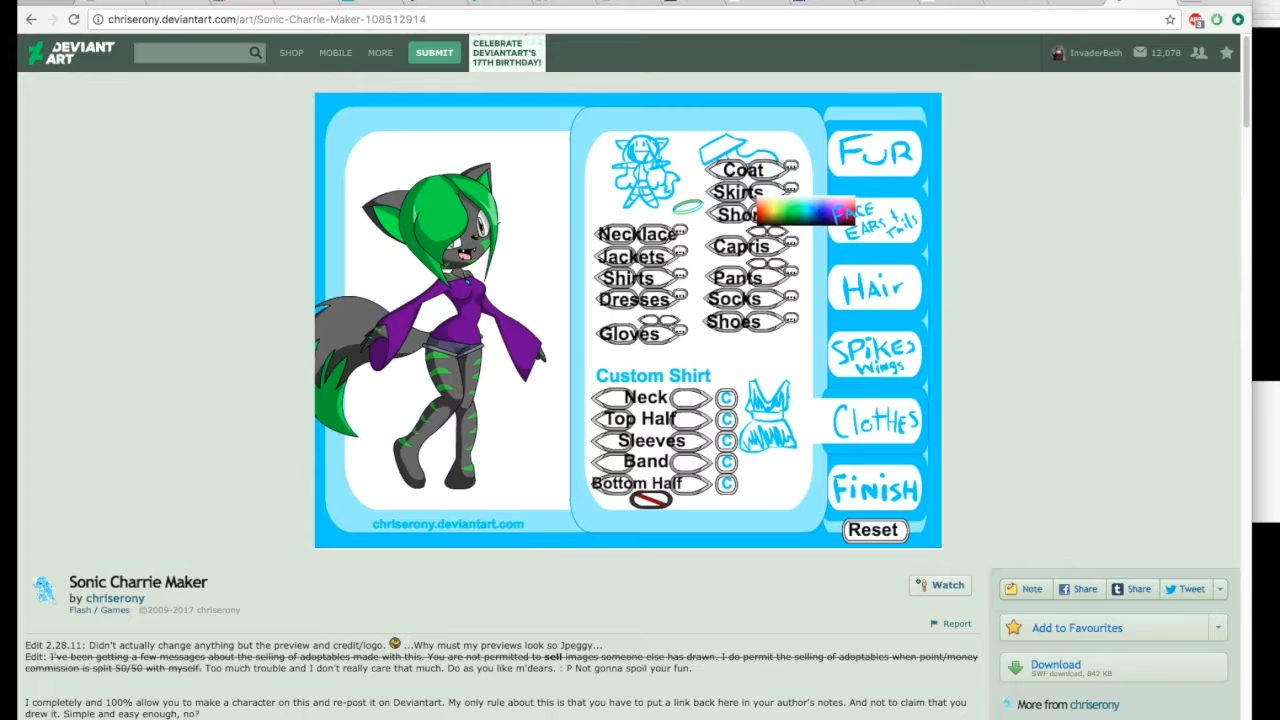 chriserony.deviantart.com/art/Sonic-Charrie-Maker-108512914
DEVIANT ART
SHOP
MOBILE
MORE
SUBMIT
CELEBRATE
DEVIANTART'S
17TH BIRTHDAY!
InvaderBeth
12,078
Coat
Skirts
Shor
Necklace
Jackets
Shirts
Dresses
Gloves
Capris
Pants
Socks
Shoes
Custom Shirt
Neck
C
Top Half
C
Sleeves
C
Band
C
Bottom Half
C
FUR
FACE
EARS & Tails
HAir
SPiKES
WiNgs
ClotHES
FiNiSH
Reset
chriserony.deviantart.com
Sonic Charrie Maker
by chriserony
Flash / Games ©2009-2017 chriserony
Watch
Report
Edit 2.28.11: Didn't actually change anything but the preview and credit/logo. ...Why must my previews look so Jpeggy...
Edit: I've been getting a few messages about the selling of adoptables made with this. You are not permitted to sell images someone else has drawn. I do permit the selling of adoptables when point/money
commission is split 50/50 with myself. Too much trouble and I don't really care that much. Do as you like m'dears. : P Not gonna spoil your fun.
I completely and 100% allow you to make a character on this and re-post it on Deviantart. My only rule about this is that you have to put a link back here in your author's notes. And not to claim that you
drew it. Simple and easy enough, no?
Note
Share
Share
Tweet
Add to Favourites
Download
SWF download, 842 KB
More from chriserony